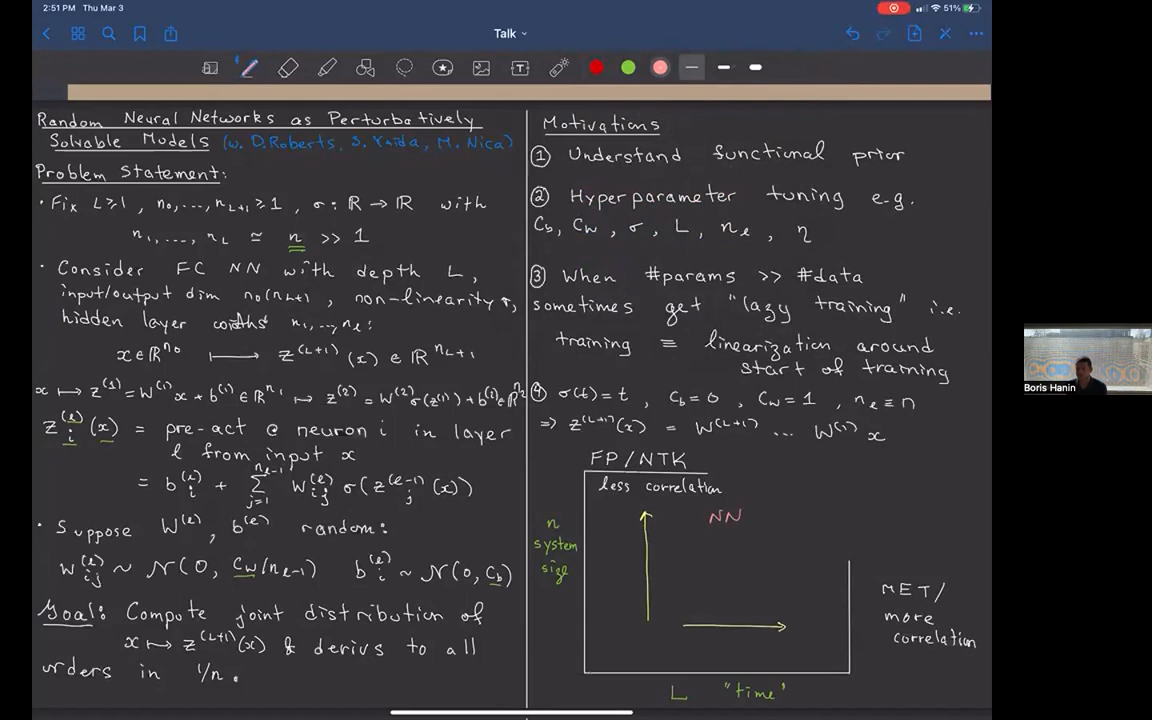 2:51 PM Thu Mar 3
51%
Talk
Random Neural Networks as Perturbatively
Solvable Models (w. D. Roberts, S. Yaida, M. Nica)
Problem Statement:
· Fix L≥1, n₀,...,n_{L+1}≥1, σ: ℝ → ℝ with
n₁,..., n_L ≃ n >> 1
· Consider FC NN with depth L,
input/output dim n₀(n_{L+1}), non-linearity σ,
hidden layer widths n₁,...,n_ℓ:
x ∈ ℝ^{n₀} ⟼ z^{(L+1)}(x) ∈ ℝ^{n_{L+1}}
x ↦ z^{(1)} = W^{(1)} x + b^{(1)} ∈ ℝ^{n₁} ↦ z^{(2)} = W^{(2)} σ(z^{(1)}) + b^{(2)} ∈ ℝ^{n₂}
z_i^{(ℓ)}(x) = pre-act @ neuron i in layer
ℓ from input x
= b_i^{(ℓ)} + Σ_{j=1}^{n_{ℓ-1}} W_{ij}^{(ℓ)} σ(z_j^{(ℓ-1)}(x))
· Suppose W^{(ℓ)}, b^{(ℓ)} random:
W_{ij}^{(ℓ)} ~ N(0, C_W/n_{ℓ-1}) b_i^{(ℓ)} ~ N(0, C_b)
Goal: Compute joint distribution of
x ↦ z^{(L+1)}(x) & derivs to all
orders in 1/n.
Motivations
① Understand functional prior
② Hyperparameter tuning e.g.
C_b, C_W, σ, L, n_ℓ, η
③ When #params >> #data
sometimes get "lazy training" i.e.
training ≡ linearization around
start of training
④ σ(t)=t, C_b=0, C_W=1, n_ℓ≡n
⇒ z^{(L+1)}(x) = W^{(L+1)} ... W^{(1)} x
FP/NTK
less correlation
NN
n
system
size
MET/
more
correlation
L "time"
Boris Hanin